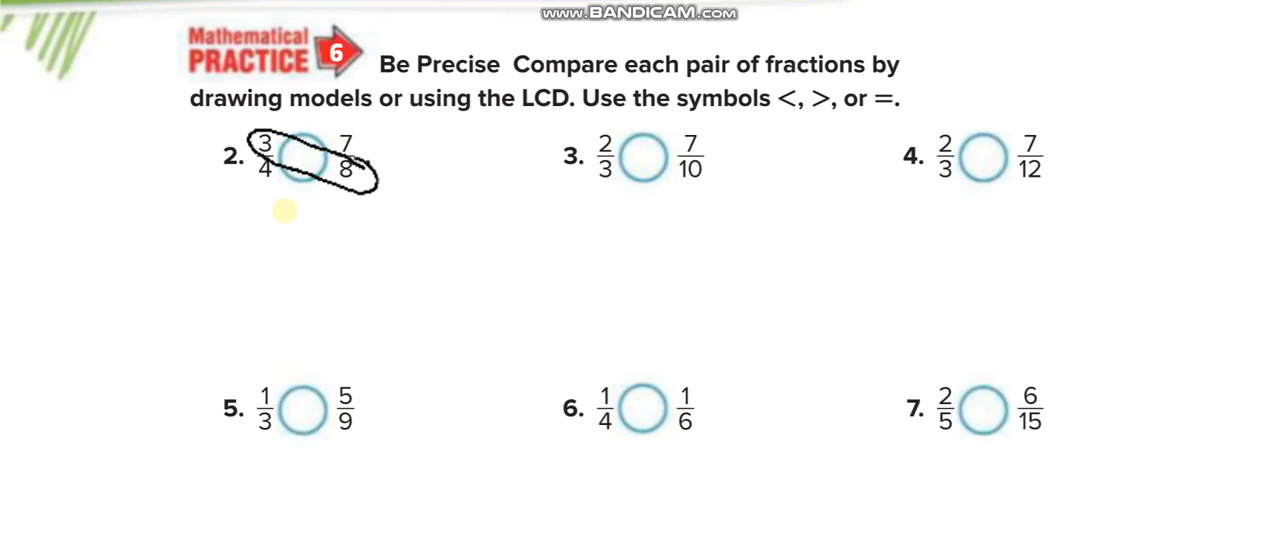 www.BANDICAM.com
Mathematical
PRACTICE 6 Be Precise Compare each pair of fractions by
drawing models or using the LCD. Use the symbols <, >, or =.
2. 3/4 ◯ 7/8 3. 2/3 ◯ 7/10 4. 2/3 ◯ 7/12
5. 1/3 ◯ 5/9 6. 1/4 ◯ 1/6 7. 2/5 ◯ 6/15